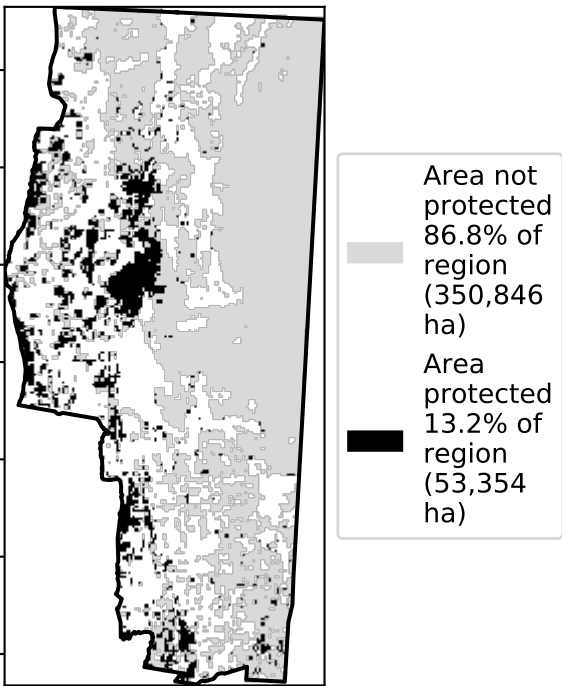 Area not
protected
86.8% of
region
(350,846
ha)
Area
protected
13.2% of
region
(53,354
ha)